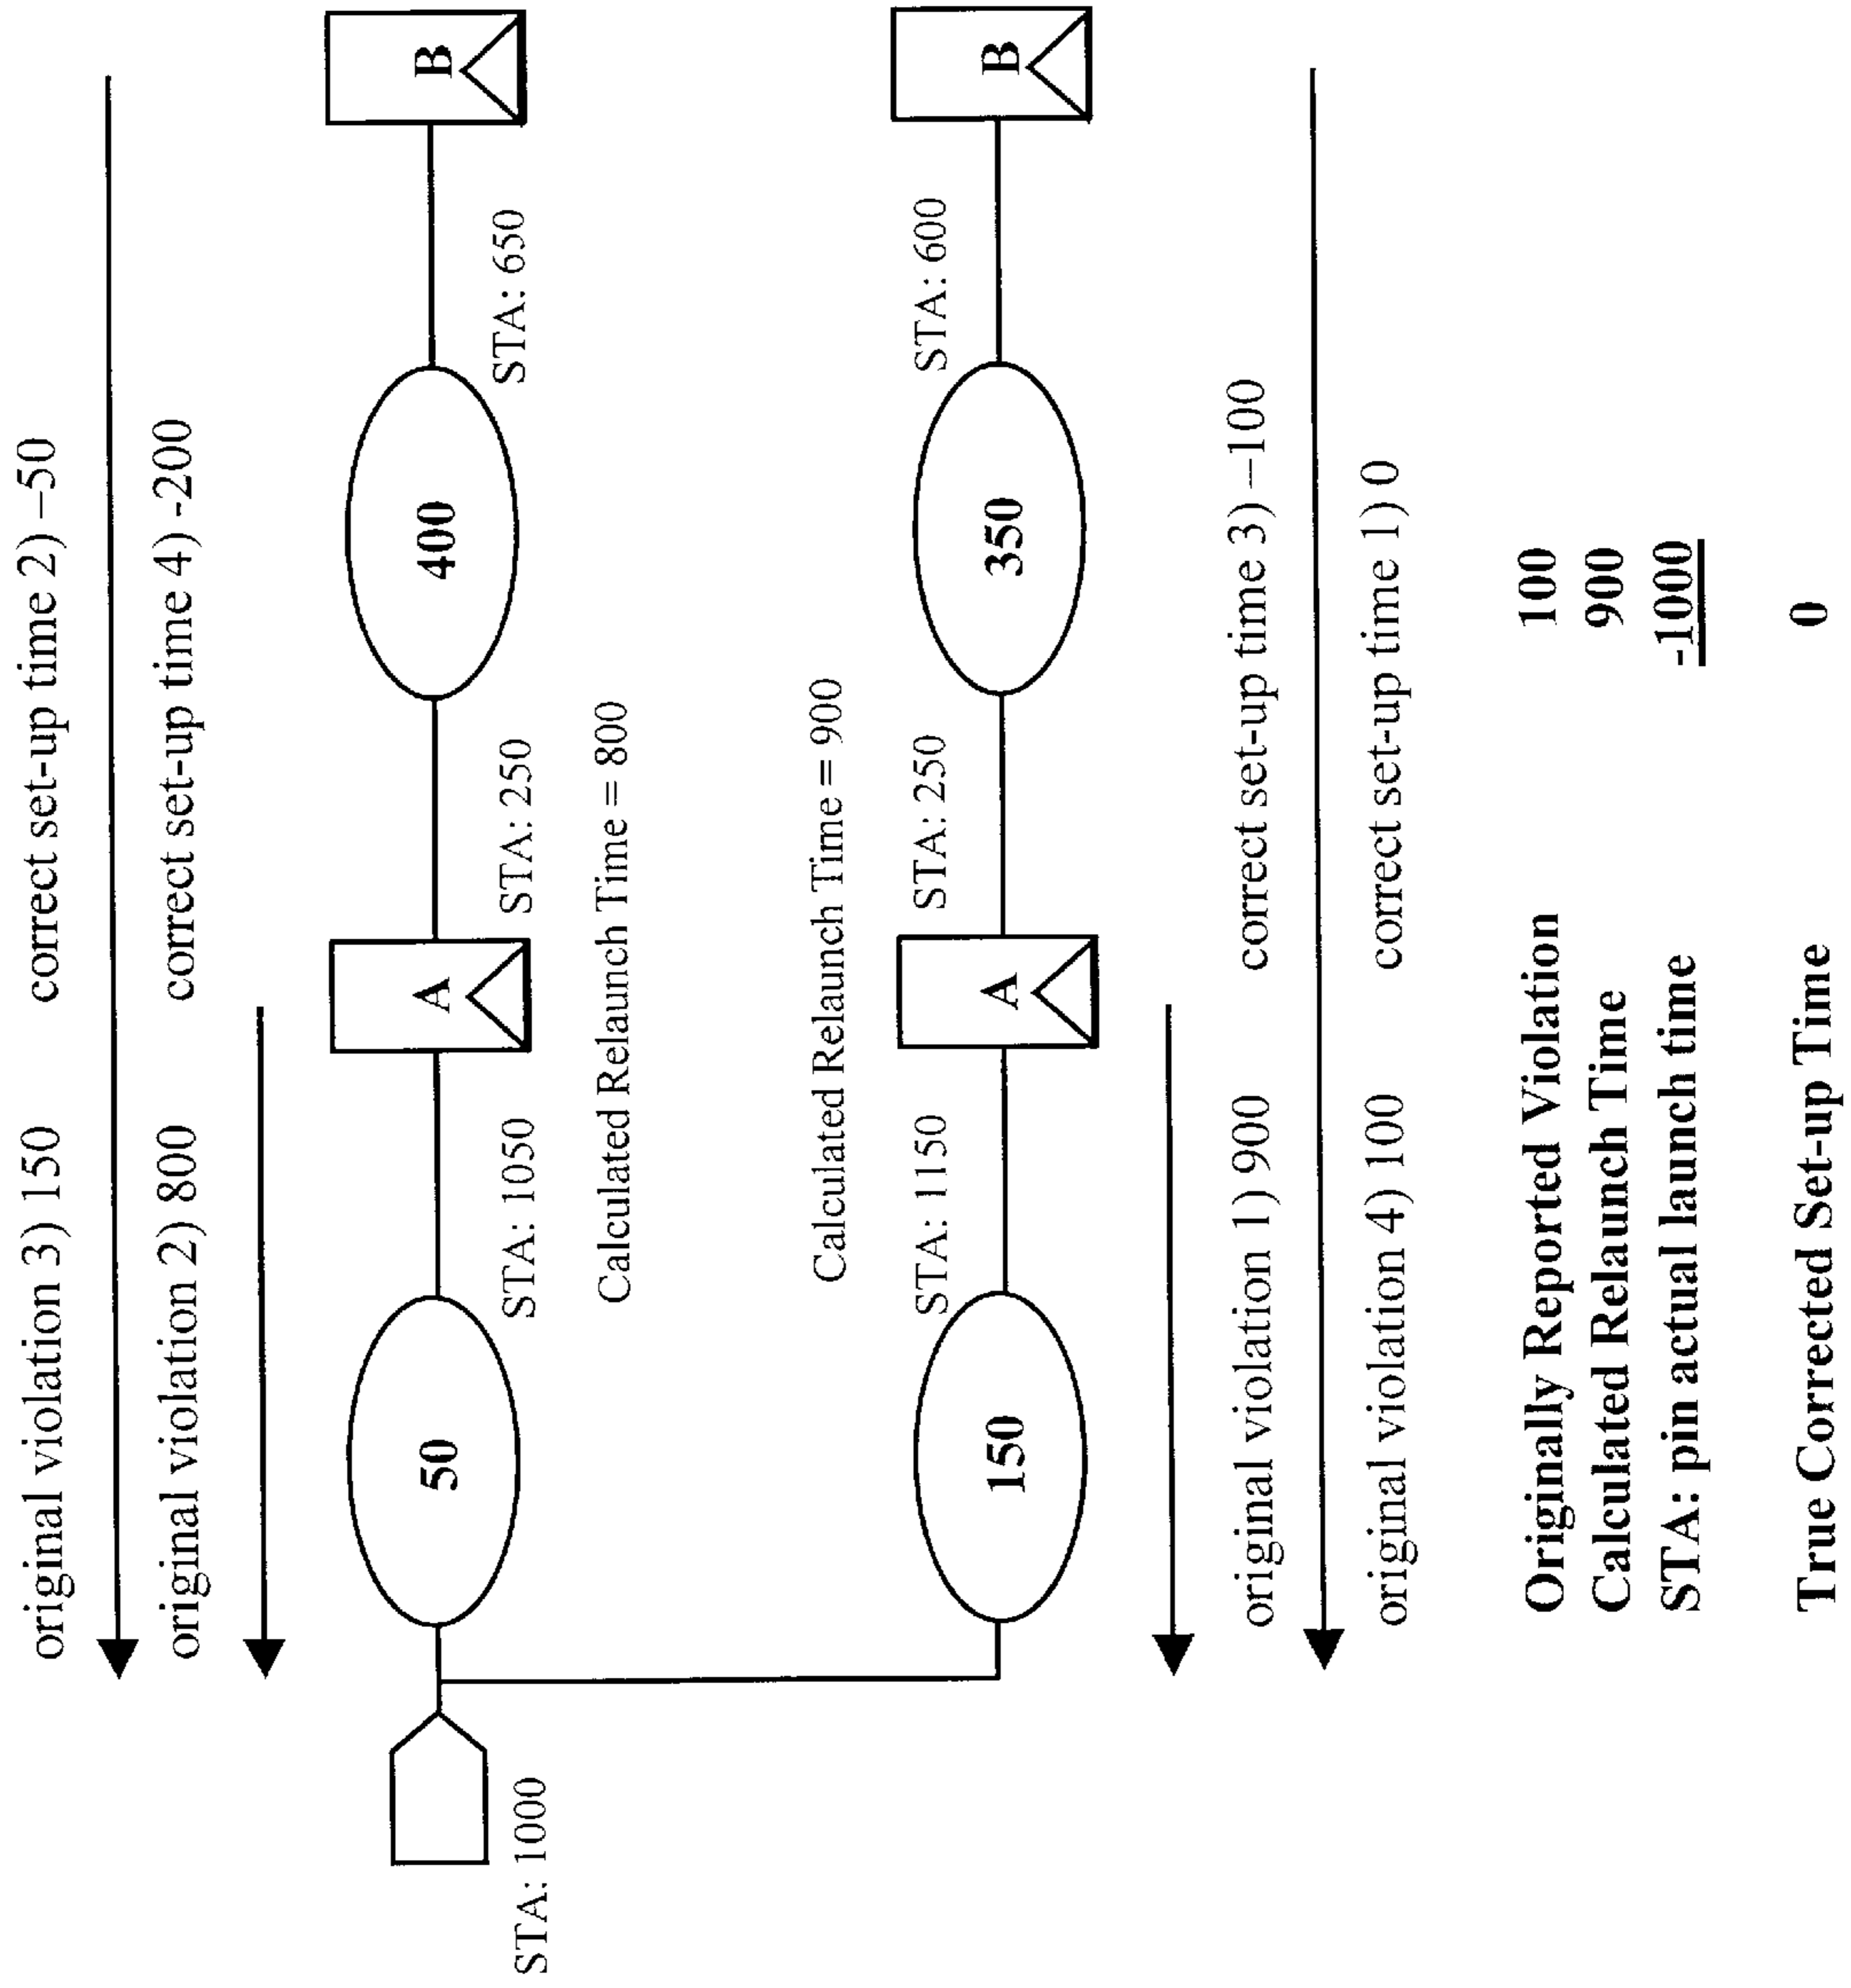 original violation 3) 150 correct set-up time 2) –50
original violation 2) 800 correct set-up time 4) -200
50
A
400
B
STA: 1000
STA: 1050
STA: 250
STA: 650
Calculated Relaunch Time = 800
Calculated Relaunch Time = 900
STA: 1150
STA: 250
STA: 600
150
A
350
B
original violation 1) 900 correct set-up time 3) –100
original violation 4) 100 correct set-up time 1) 0
Originally Reported Violation 100
Calculated Relaunch Time 900
STA: pin actual launch time -1000
True Corrected Set-up Time 0